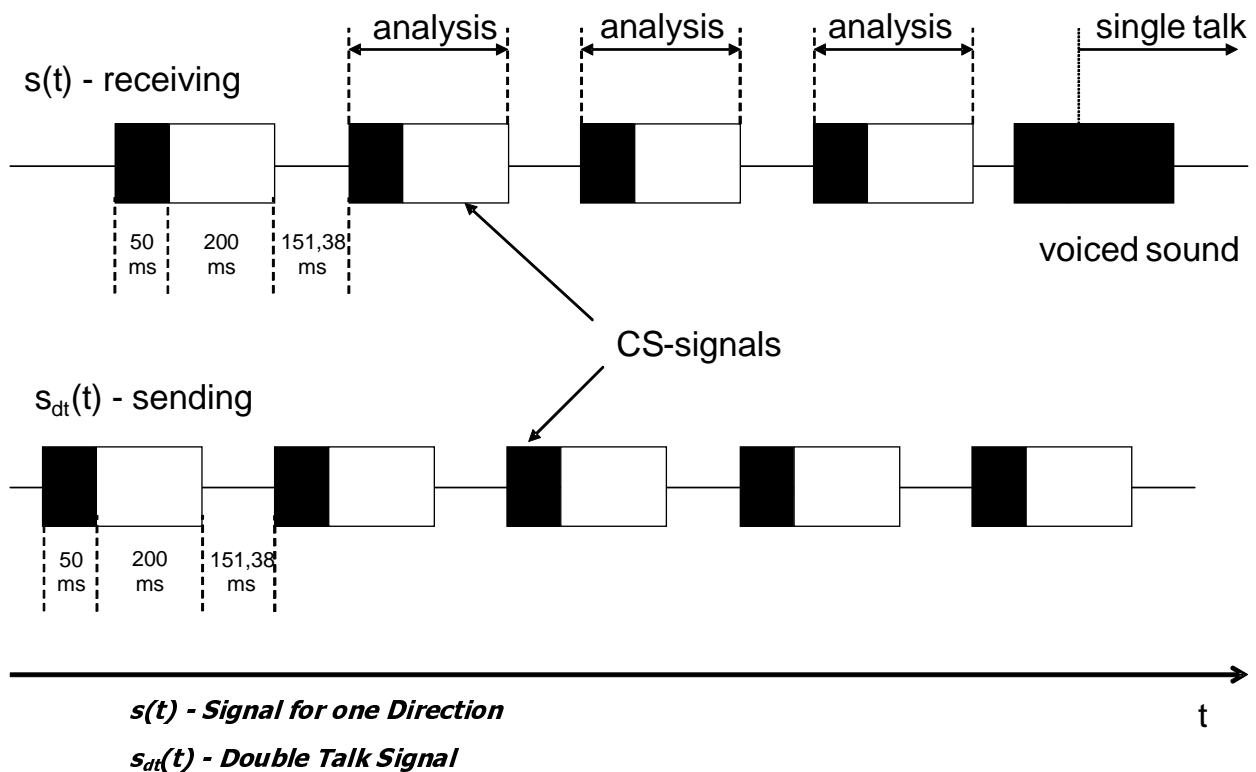 analysis analysis analysis single talk
s(t) - receiving
50 200 151,38
ms ms ms
voiced sound
CS-signals
sdt(t) - sending
50 200 151,38
ms ms ms
t
s(t) - Signal for one Direction
sdt(t) - Double Talk Signal